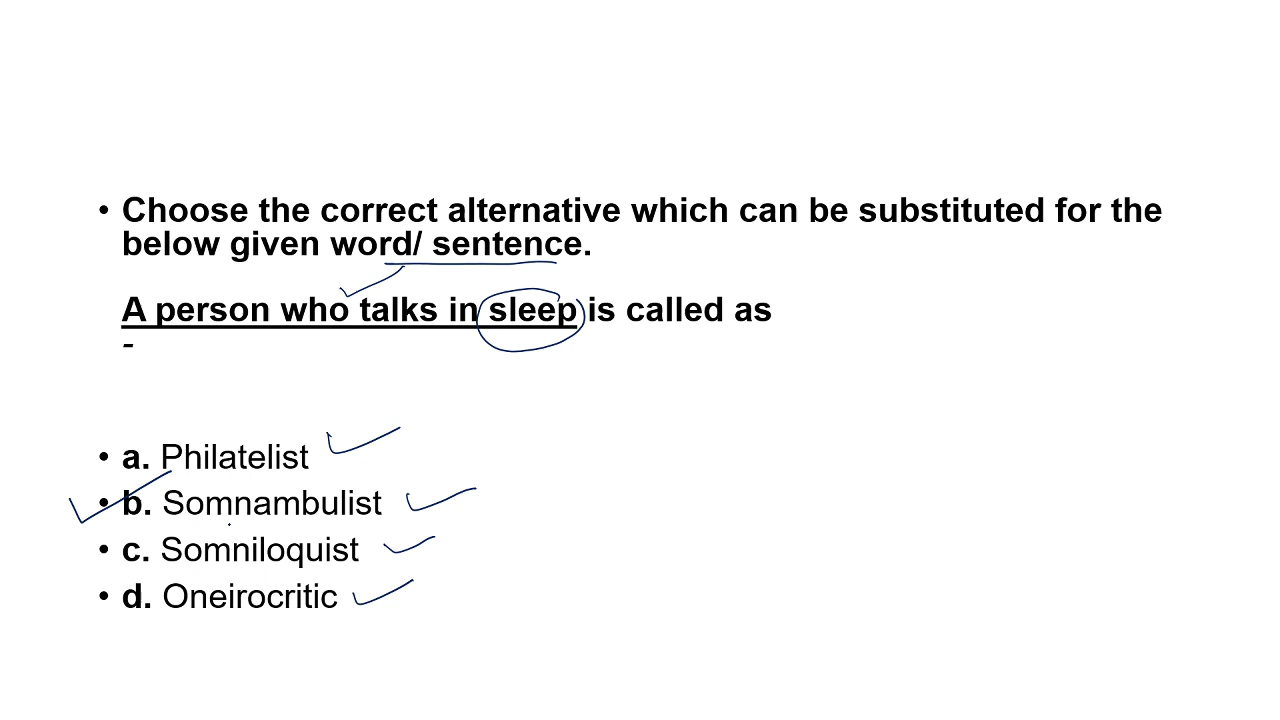 • Choose the correct alternative which can be substituted for the
below given word/ sentence.
A person who talks in sleep is called as
-
• a. Philatelist
• b. Somnambulist
• c. Somniloquist
• d. Oneirocritic